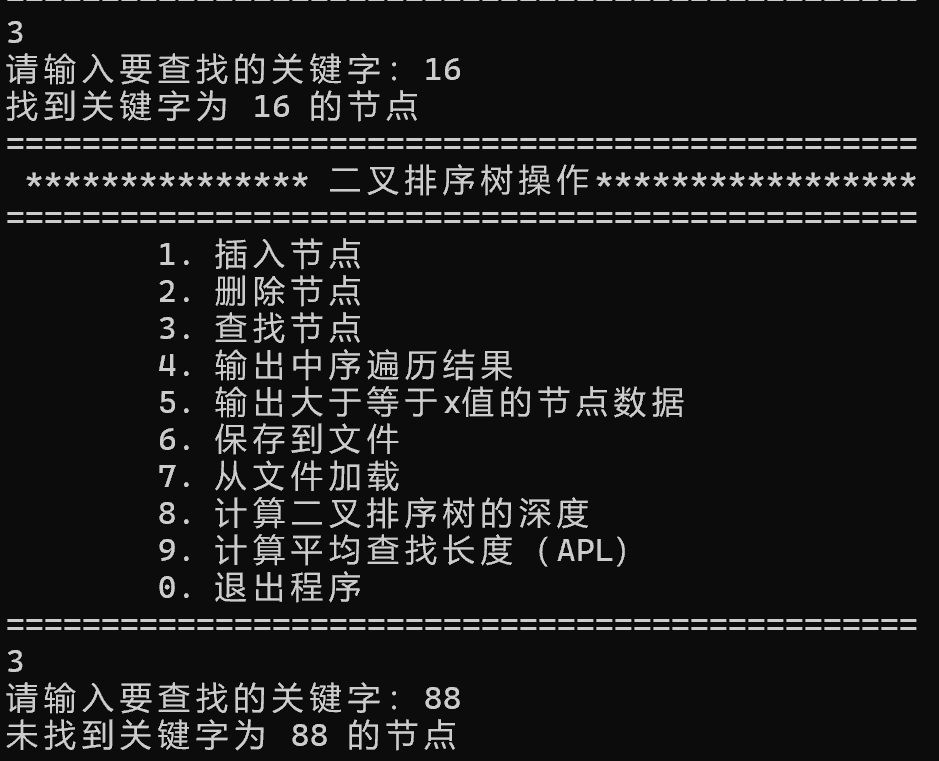 3
请输入要查找的关键字: 16
找到关键字为 16 的节点
================================================
*************** 二叉排序树操作*****************
================================================
1. 插入节点
2. 删除节点
3. 查找节点
4. 输出中序遍历结果
5. 输出大于等于x值的节点数据
6. 保存到文件
7. 从文件加载
8. 计算二叉排序树的深度
9. 计算平均查找长度 (APL)
0. 退出程序
================================================
3
请输入要查找的关键字: 88
未找到关键字为 88 的节点